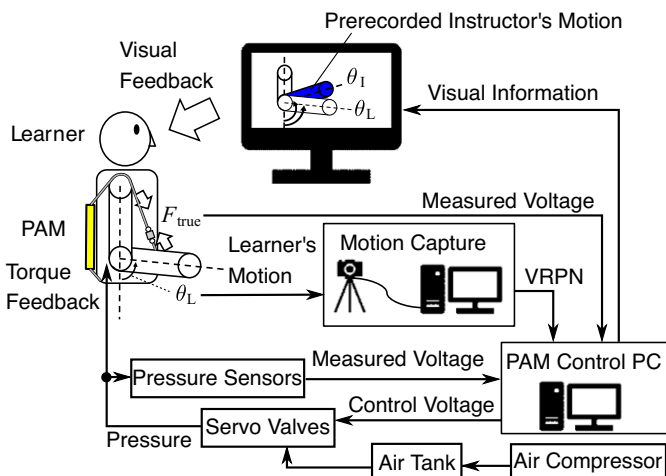 Prerecorded Instructor's Motion
Visual
Feedback
θI
θL
Visual Information
Learner
Measured Voltage
PAM
Ftrue
Learner's
Motion
Motion Capture
Torque
Feedback
θL
VRPN
Measured Voltage
PAM Control PC
Pressure Sensors
Control Voltage
Pressure
Servo Valves
Air Tank
Air Compressor